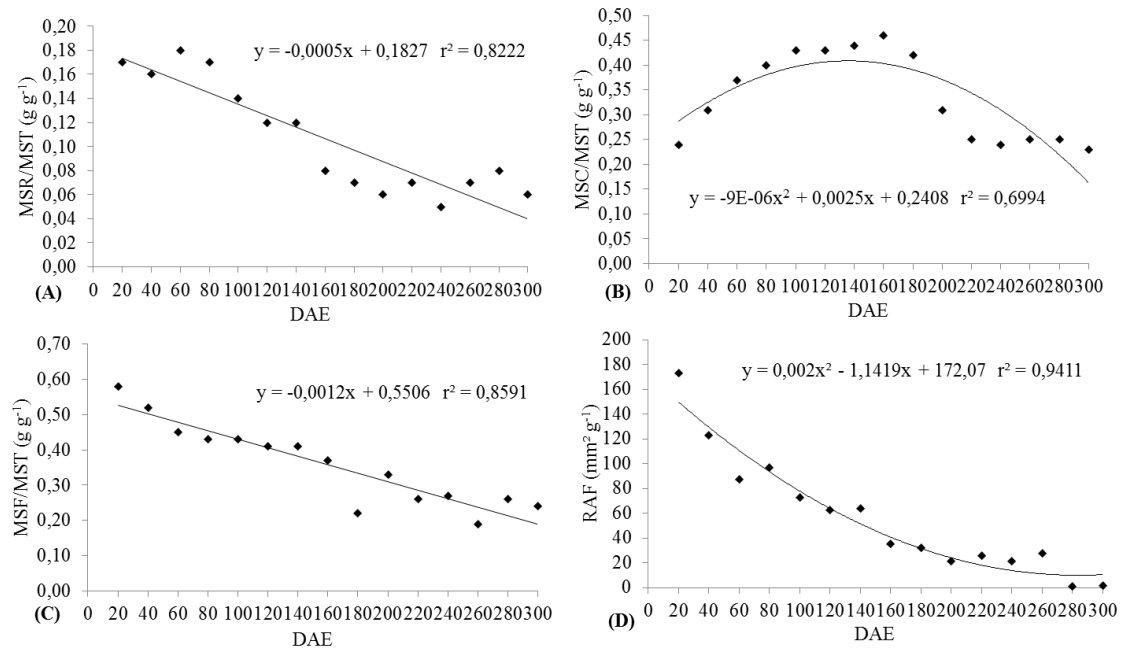 0,20
0,18
0,16
0,14
0,12
0,10
0,08
0,06
0,04
0,02
0,00
MSR/MST (g g⁻¹)
y = -0,0005x + 0,1827 r² = 0,8222
(A)
0 20 40 60 80 100 120 140 160 180 200 220 240 260 280 300
DAE
0,50
0,45
0,40
0,35
0,30
0,25
0,20
0,15
0,10
0,05
0,00
MSC/MST (g g⁻¹)
y = -9E-06x² + 0,0025x + 0,2408 r² = 0,6994
(B)
0 20 40 60 80 100 120 140 160 180 200 220 240 260 280 300
DAE
0,70
0,60
0,50
0,40
0,30
0,20
0,10
0,00
MSF/MST (g g⁻¹)
y = -0,0012x + 0,5506 r² = 0,8591
(C)
0 20 40 60 80 100 120 140 160 180 200 220 240 260 280 300
DAE
200
180
160
140
120
100
80
60
40
20
0
RAF (mm² g⁻¹)
y = 0,002x² - 1,1419x + 172,07 r² = 0,9411
(D)
0 20 40 60 80 100 120 140 160 180 200 220 240 260 280 300
DAE